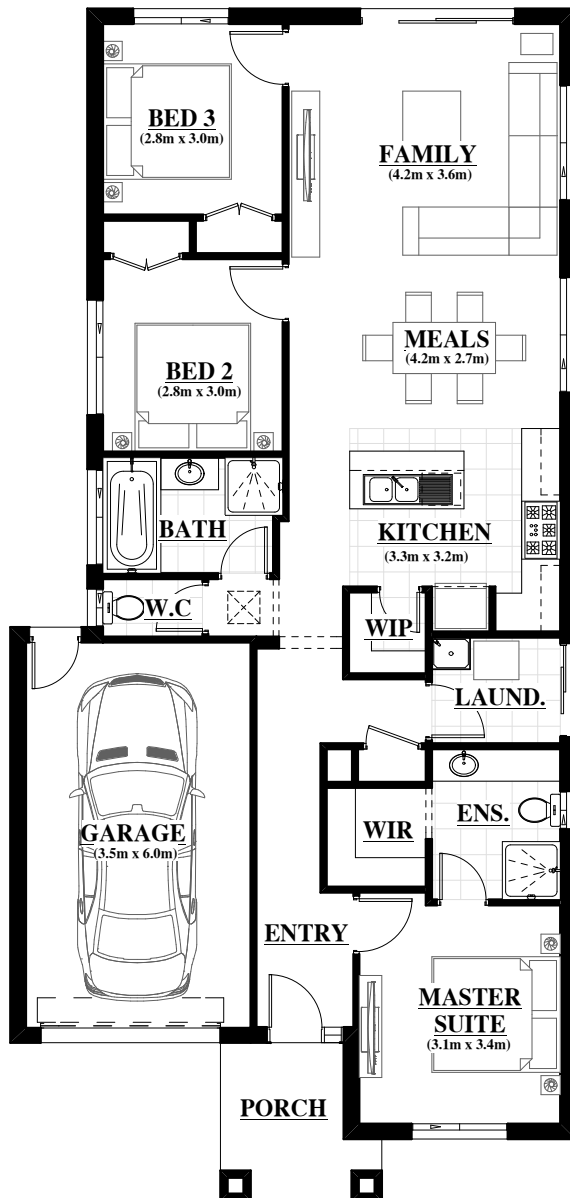 BED 3
(2.8m x 3.0m)
FAMILY
(4.2m x 3.6m)
MEALS
(4.2m x 2.7m)
BED 2
(2.8m x 3.0m)
BATH
KITCHEN
(3.3m x 3.2m)
W.C
WIP
LAUND.
GARAGE
(3.5m x 6.0m)
WIR
ENS.
ENTRY
MASTER
SUITE
(3.1m x 3.4m)
PORCH